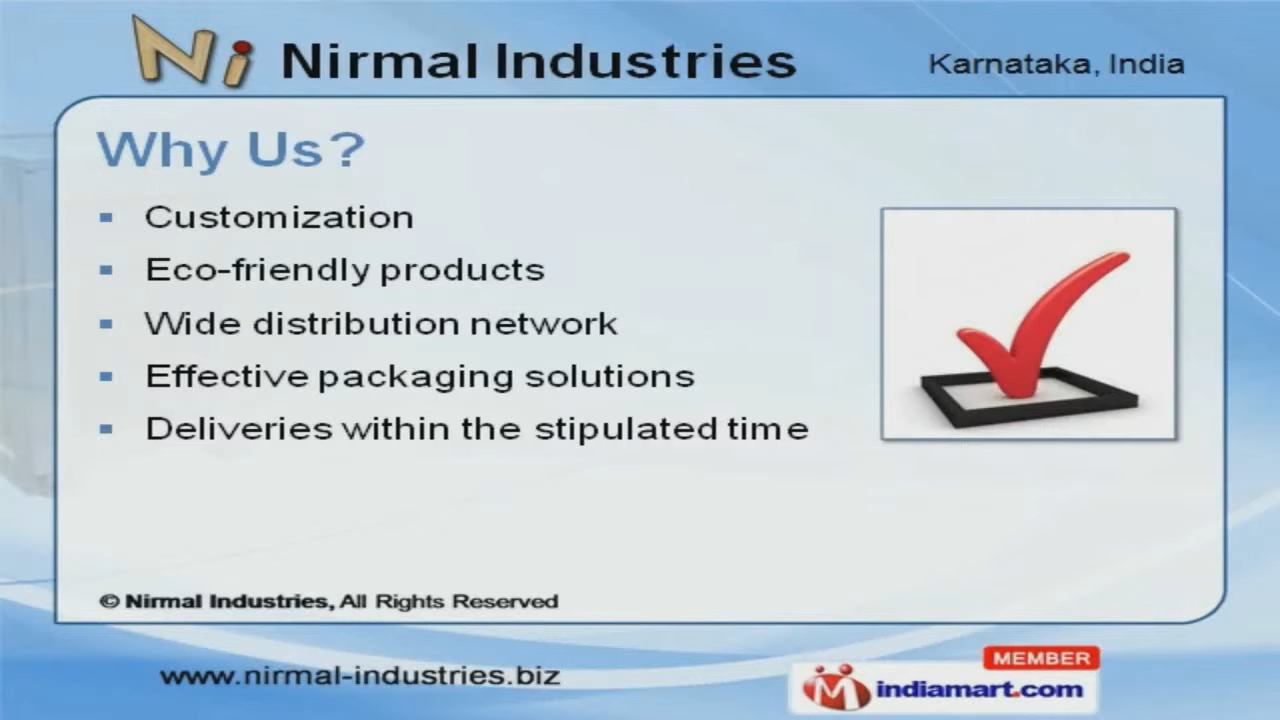 Ni Nirmal Industries
Karnataka, India
Why Us?
▪ Customization
▪ Eco-friendly products
▪ Wide distribution network
▪ Effective packaging solutions
▪ Deliveries within the stipulated time
© Nirmal Industries, All Rights Reserved
www.nirmal-industries.biz
MEMBER
indiamart.com